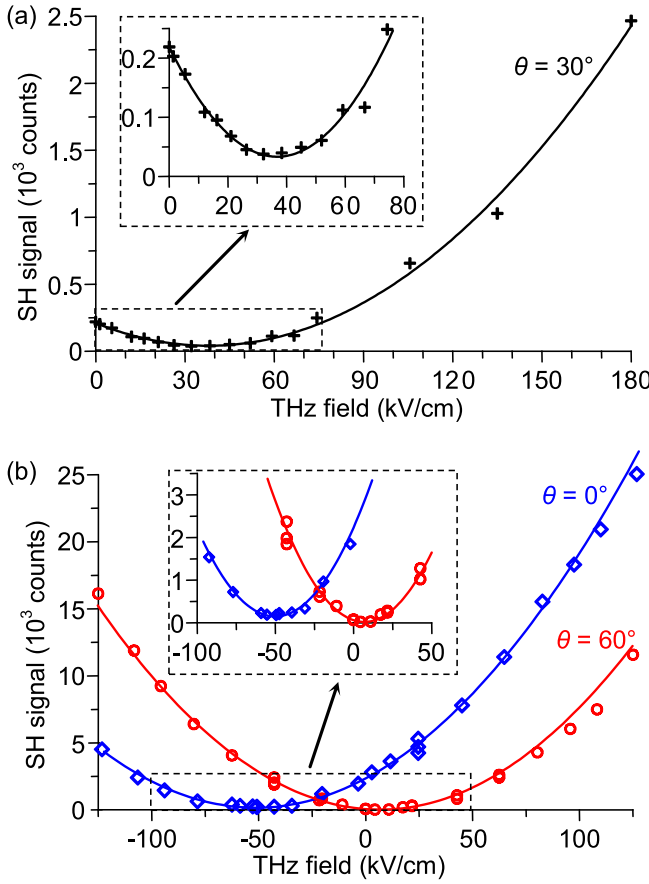 (a)
2.5
2
1.5
1
0.5
0
SH signal (10³ counts)
0.2
0.1
0
0 20 40 60 80
θ = 30°
0 30 60 90 120 150 180
THz field (kV/cm)
(b)
25
20
15
10
5
0
SH signal (10³ counts)
3
2
1
0
-100 -50 0 50
θ = 0°
θ = 60°
-100 -50 0 50 100
THz field (kV/cm)